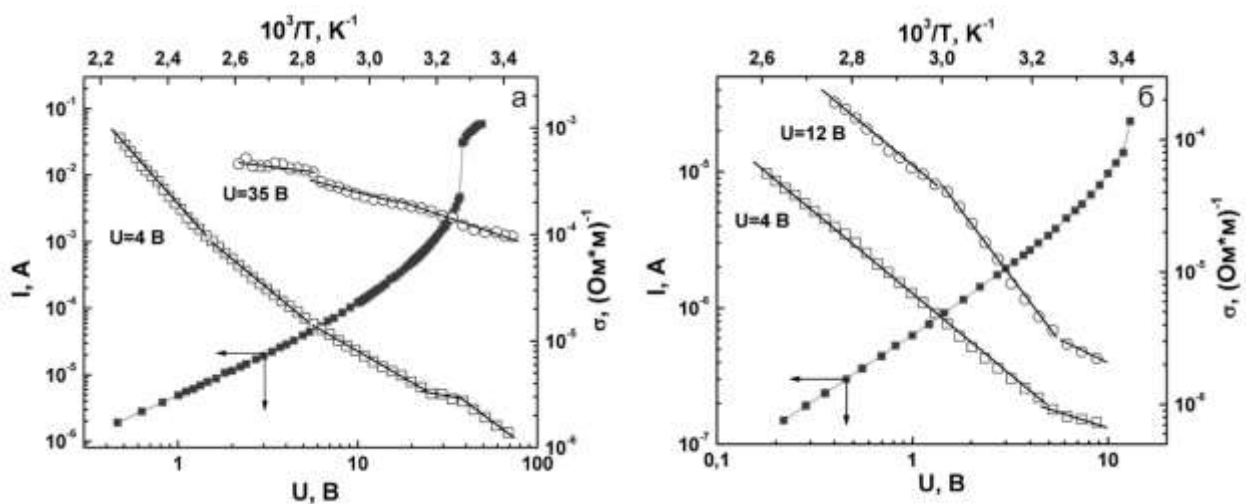 10³/T, K⁻¹
2,2 2,4 2,6 2,8 3,0 3,2 3,4
а
10⁻¹
10⁻²
10⁻³
10⁻⁴
10⁻⁵
10⁻⁶
I, A
U=35 В
U=4 В
10⁻³
10⁻⁴
10⁻⁵
10⁻⁶
σ, (Ом*м)⁻¹
1 10 100
U, В
10³/T, K⁻¹
2,6 2,8 3,0 3,2 3,4
б
10⁻⁵
10⁻⁶
10⁻⁷
I, A
U=12 В
U=4 В
10⁻⁴
10⁻⁵
10⁻⁶
σ, (Ом*м)⁻¹
0,1 1 10
U, В